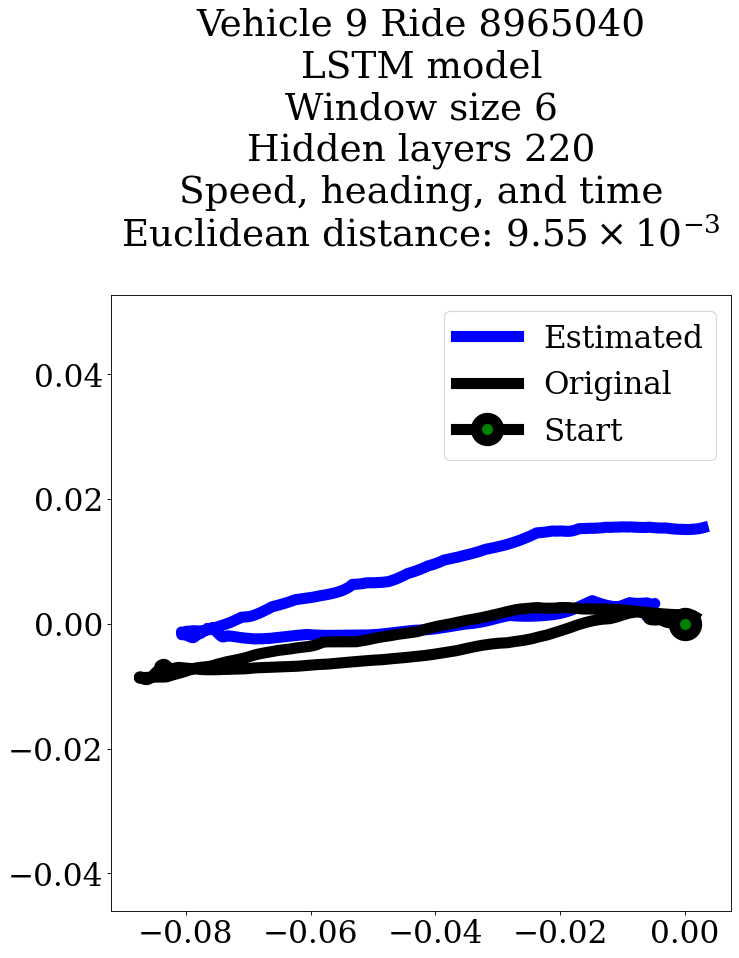 Vehicle 9 Ride 8965040
LSTM model
Window size 6
Hidden layers 220
Speed, heading, and time
Euclidean distance: 9.55 × 10⁻³
Estimated
Original
Start
0.04
0.02
0.00
−0.02
−0.04
−0.08 −0.06 −0.04 −0.02 0.00